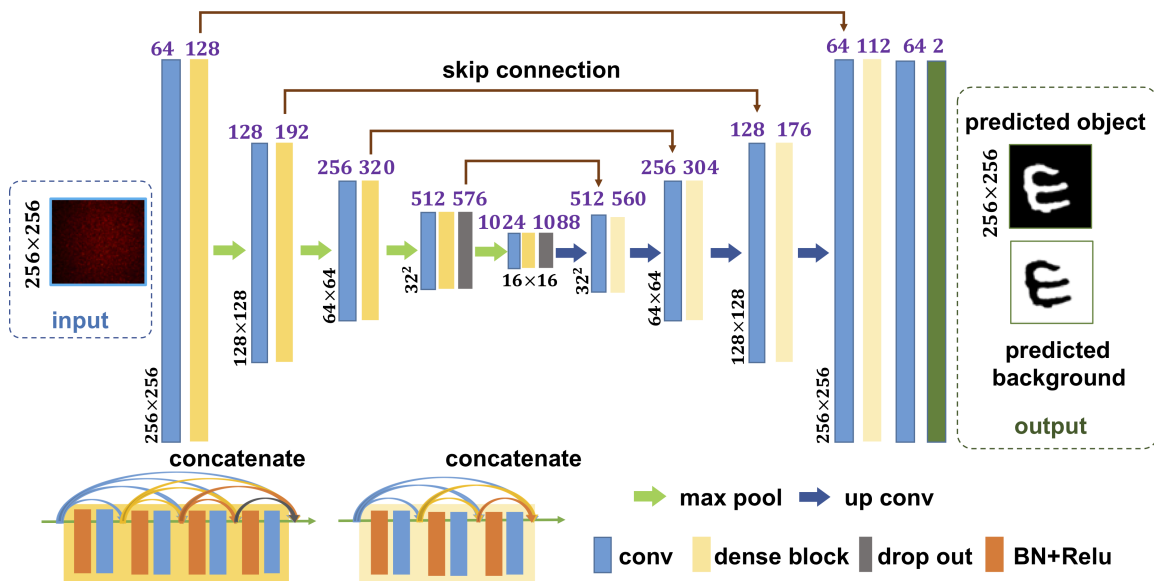 64 128
64 112 64 2
skip connection
128 192
128 176
predicted object
256 320
256 304
256×256
256×256
512 576
512 560
1024 1088
16×16
32²
32²
64×64
64×64
input
128×128
128×128
predicted
background
256×256
256×256
output
concatenate
concatenate
max pool
up conv
conv
dense block
drop out
BN+Relu